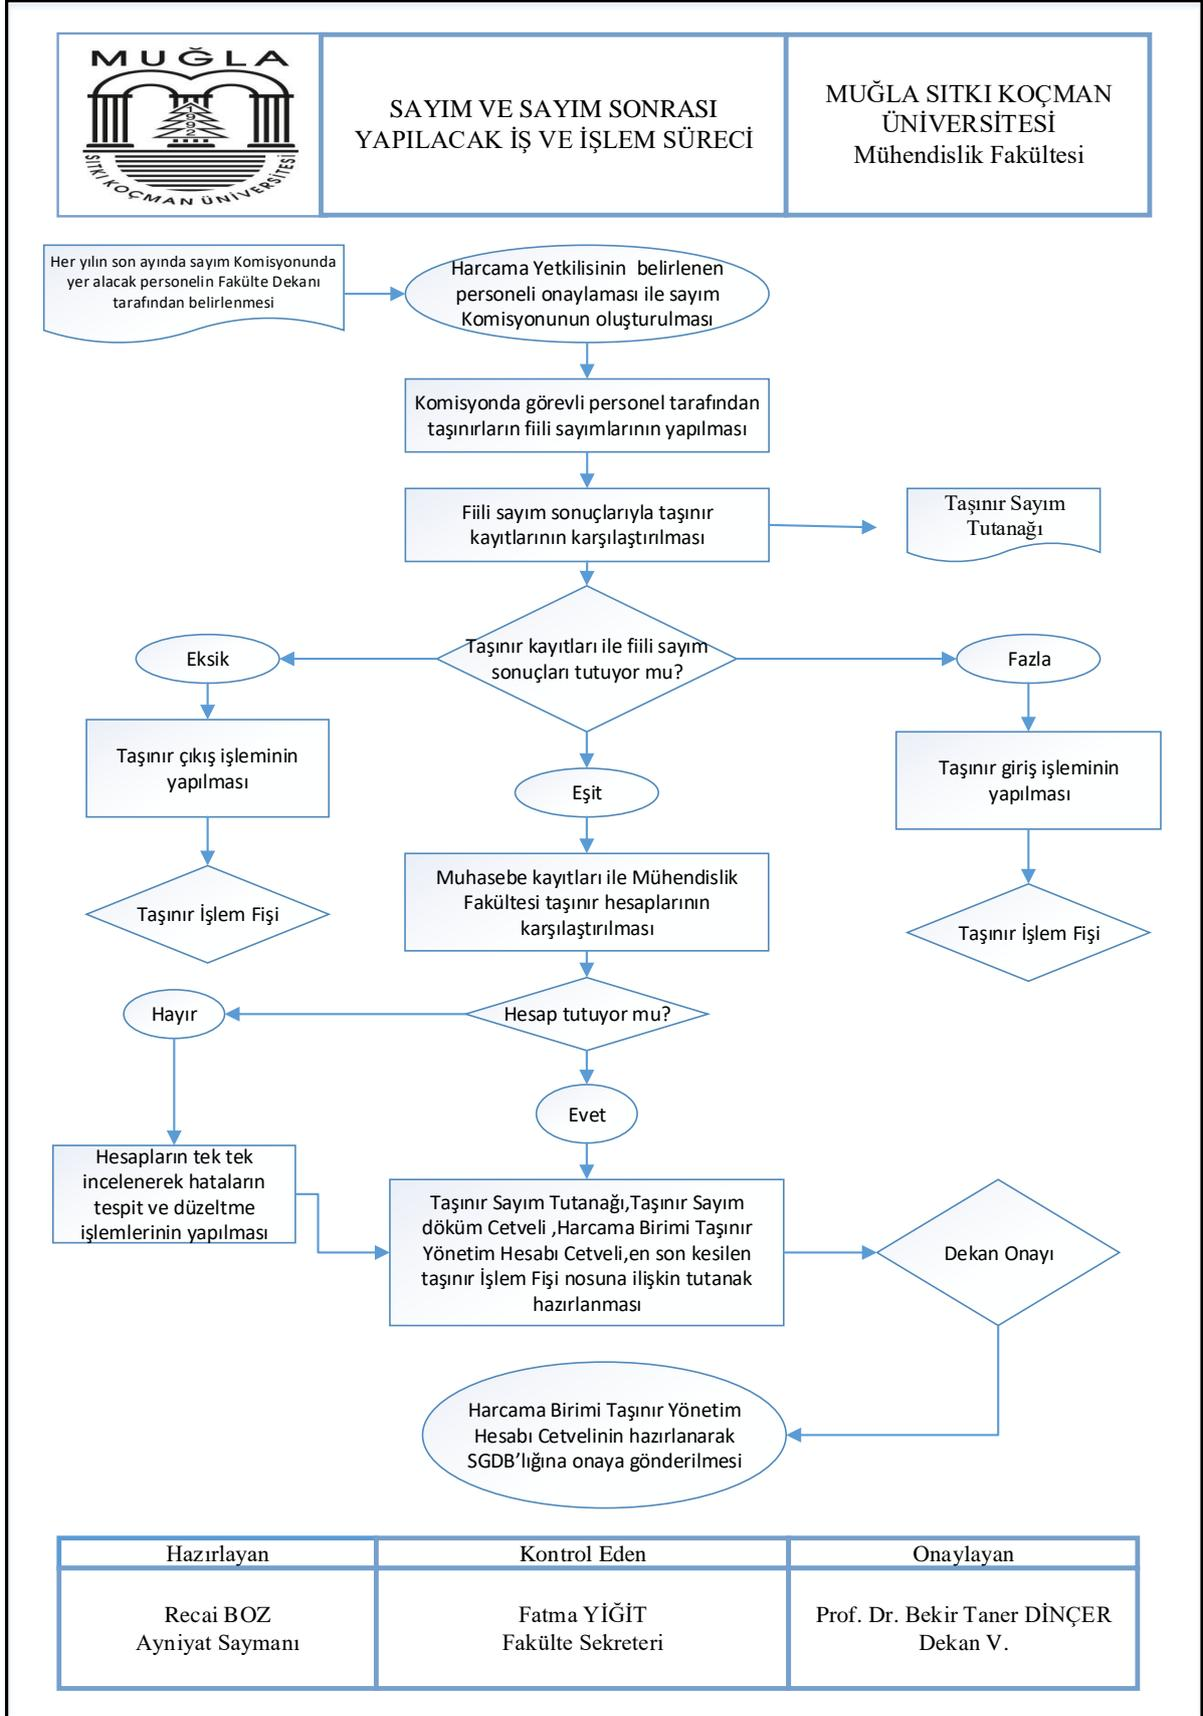 MUĞLA
1992
SITKI KOÇMAN ÜNİVERSİTESİ
SAYIM VE SAYIM SONRASI
YAPILACAK İŞ VE İŞLEM SÜRECİ
MUĞLA SITKI KOÇMAN
ÜNİVERSİTESİ
Mühendislik Fakültesi
Her yılın son ayında sayım Komisyonunda
yer alacak personelin Fakülte Dekanı
tarafından belirlenmesi
Harcama Yetkilisinin belirlenen
personeli onaylaması ile sayım
Komisyonunun oluşturulması
Komisyonda görevli personel tarafından
taşınırların fiili sayımlarının yapılması
Fiili sayım sonuçlarıyla taşınır
kayıtlarının karşılaştırılması
Taşınır Sayım
Tutanağı
Taşınır kayıtları ile fiili sayım
sonuçları tutuyor mu?
Eksik
Fazla
Taşınır çıkış işleminin
yapılması
Eşit
Taşınır giriş işleminin
yapılması
Taşınır İşlem Fişi
Muhasebe kayıtları ile Mühendislik
Fakültesi taşınır hesaplarının
karşılaştırılması
Taşınır İşlem Fişi
Hayır
Hesap tutuyor mu?
Evet
Hesapların tek tek
incelenerek hataların
tespit ve düzeltme
işlemlerinin yapılması
Taşınır Sayım Tutanağı,Taşınır Sayım
döküm Cetveli ,Harcama Birimi Taşınır
Yönetim Hesabı Cetveli,en son kesilen
taşınır İşlem Fişi nosuna ilişkin tutanak
hazırlanması
Dekan Onayı
Harcama Birimi Taşınır Yönetim
Hesabı Cetvelinin hazırlanarak
SGDB’lığına onaya gönderilmesi
Hazırlayan
Kontrol Eden
Onaylayan
Recai BOZ
Ayniyat Saymanı
Fatma YİĞİT
Fakülte Sekreteri
Prof. Dr. Bekir Taner DİNÇER
Dekan V.